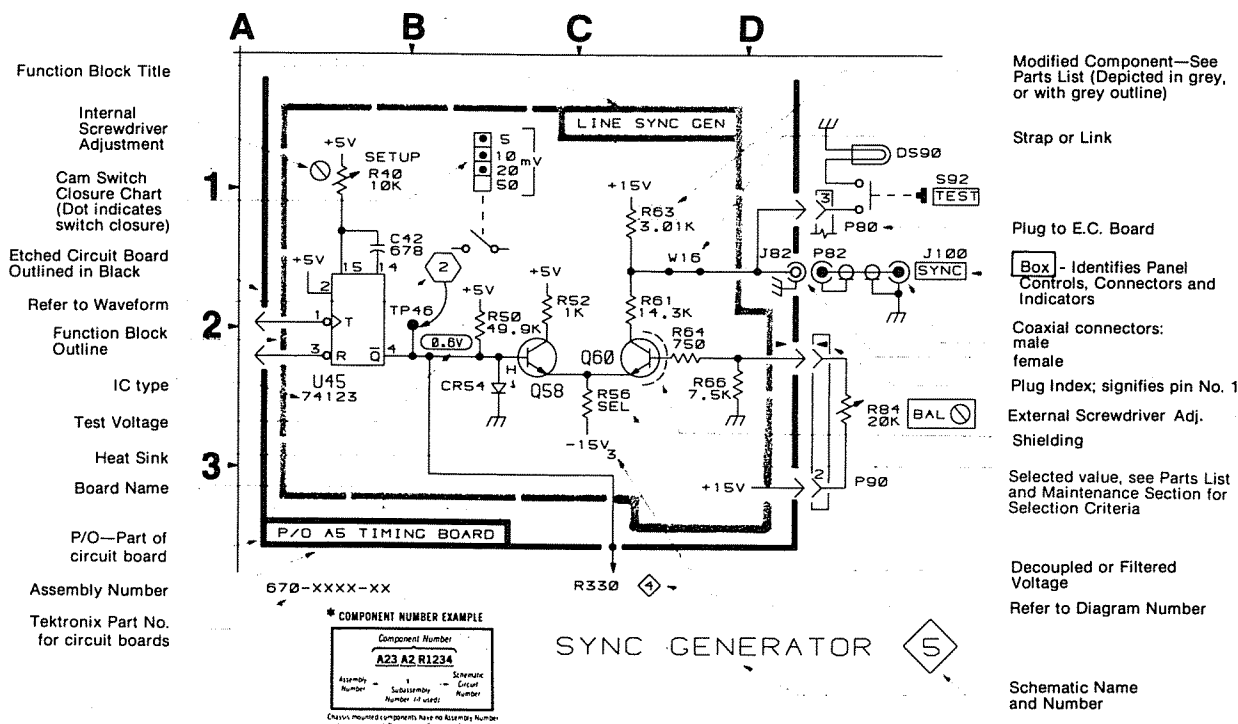 A B C D
Function Block Title
Internal
Screwdriver
Adjustment
Cam Switch
Closure Chart
(Dot indicates
switch closure)
Etched Circuit Board
Outlined in Black
Refer to Waveform
Function Block
Outline
IC type
Test Voltage
Heat Sink
Board Name
P/O—Part of
circuit board
Assembly Number
Tektronix Part No.
for circuit boards
1
2
3
LINE SYNC GEN
+5V
SETUP
R40
10K
5
10
20
50
mV
C42
678
+5V
15 14
2
1
T
3
R
Q
4
U45
74123
2
TP46
+5V
R50
49.9K
0.6V
CR54
H
+5V
R52
1K
Q58
+15V
R63
3.01K
W16
R61
14.3K
Q60
R64
750
R66
7.5K
R56
SEL
-15V3
+15V
DS90
S92
TEST
3
P80
J82
P82
J100
SYNC
R84
20K
BAL
2
P90
P/O A5 TIMING BOARD
670-XXXX-XX
R330
4
* COMPONENT NUMBER EXAMPLE
Component Number
A23 A2 R1234
Assembly
Number
Subassembly
Number (if used)
Schematic
Circuit
Number
Chassis mounted components have no Assembly Number
SYNC GENERATOR
5
Modified Component—See
Parts List (Depicted in grey,
or with grey outline)
Strap or Link
Plug to E.C. Board
Box - Identifies Panel
Controls, Connectors and
Indicators
Coaxial connectors:
male
female
Plug Index; signifies pin No. 1
External Screwdriver Adj.
Shielding
Selected value, see Parts List
and Maintenance Section for
Selection Criteria
Decoupled or Filtered
Voltage
Refer to Diagram Number
Schematic Name
and Number